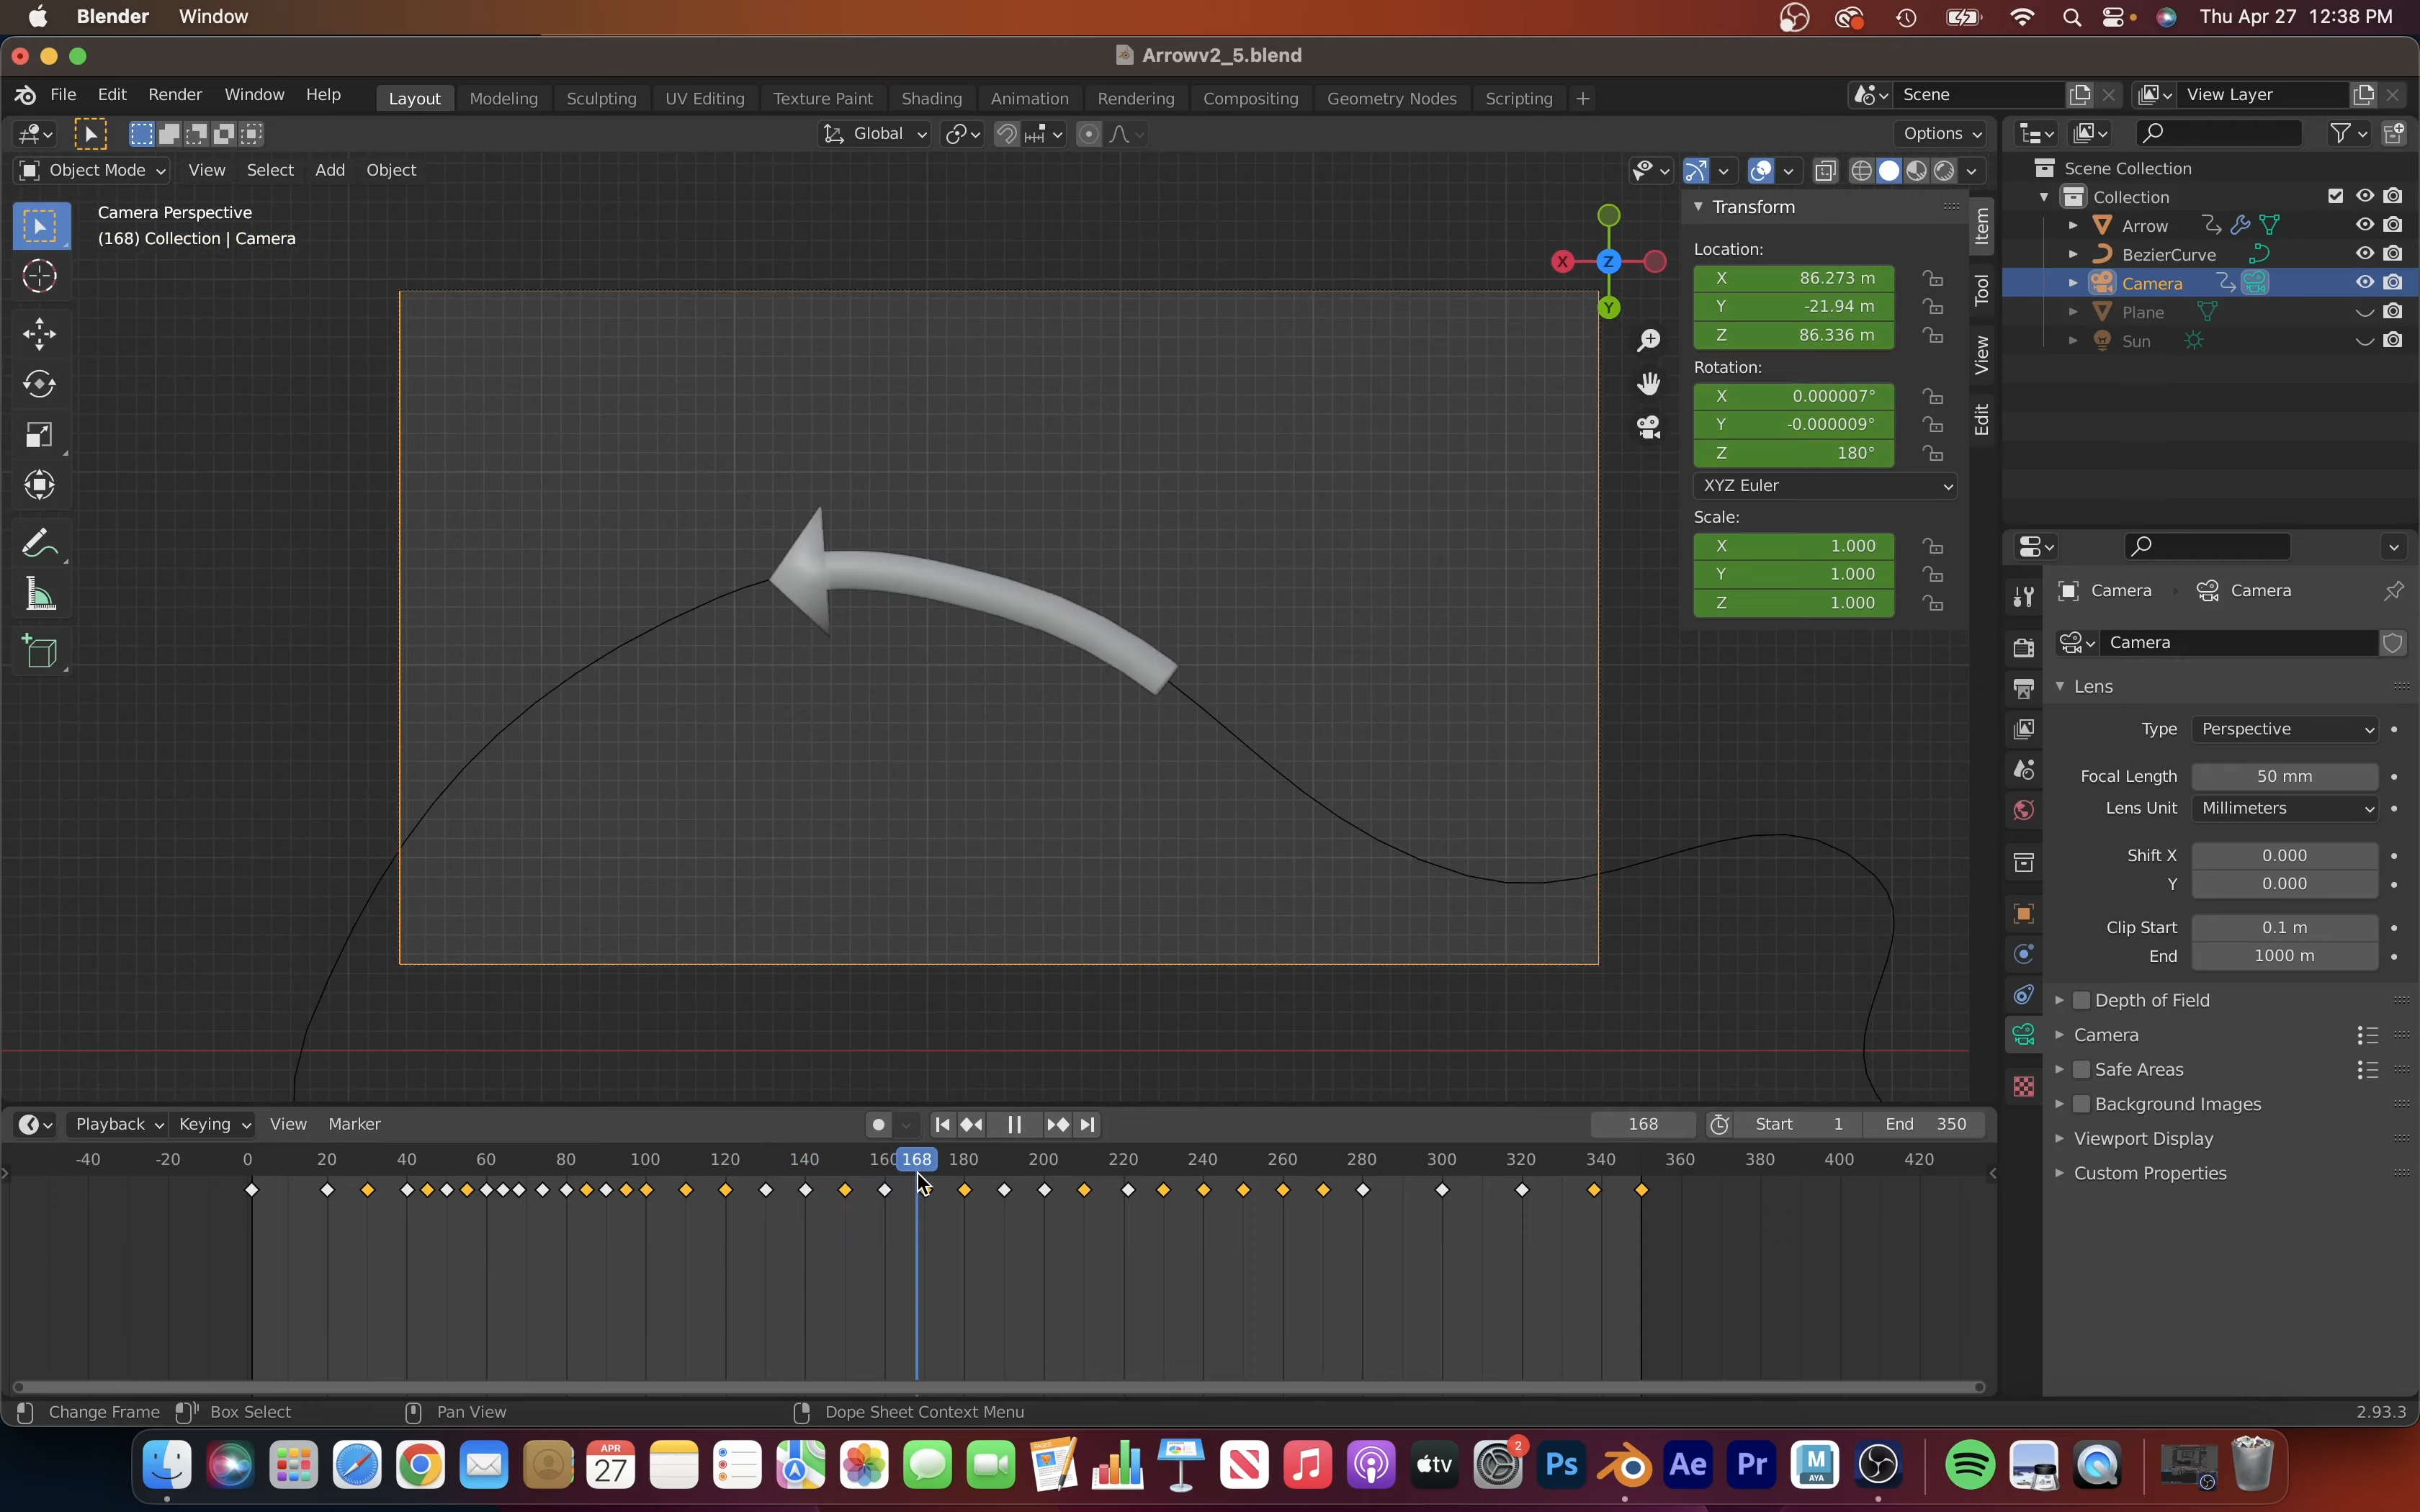 Blender Window Thu Apr 27 12:38 PM
Arrowv2_5.blend
File Edit Render Window Help Layout Modeling Sculpting UV Editing Texture Paint Shading Animation Rendering Compositing Geometry Nodes Scripting + Scene View Layer
Global Options
Object Mode View Select Add Object
Camera Perspective
(168) Collection | Camera
X Z Y
Transform
Location:
X 86.273 m
Y -21.94 m
Z 86.336 m
Rotation:
X 0.000007°
Y -0.000009°
Z 180°
XYZ Euler
Scale:
X 1.000
Y 1.000
Z 1.000
Item
Tool
View
Edit
Scene Collection
Collection
Arrow
BezierCurve
Camera
Plane
Sun
Camera Camera
Camera
Lens
Type Perspective
Focal Length 50 mm
Lens Unit Millimeters
Shift X 0.000
Y 0.000
Clip Start 0.1 m
End 1000 m
Depth of Field
Camera
Safe Areas
Background Images
Viewport Display
Custom Properties
Playback Keying View Marker 168 Start 1 End 350
-40 -20 0 20 40 60 80 100 120 140 160 168 180 200 220 240 260 280 300 320 340 360 380 400 420
Change Frame Box Select Pan View Dope Sheet Context Menu 2.93.3
APR
27
tv
2
Ps
Ae
Pr
M
AYA